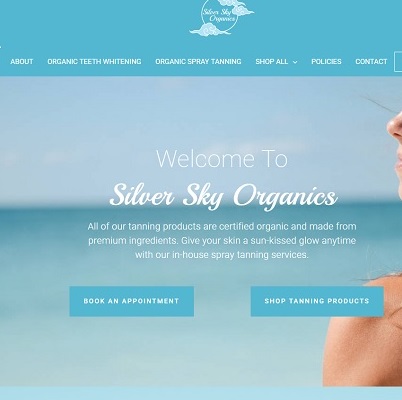 Silver Sky
Organics
ABOUT ORGANIC TEETH WHITENING ORGANIC SPRAY TANNING SHOP ALL POLICIES CONTACT
Welcome To
Silver Sky Organics
All of our tanning products are certified organic and made from
premium ingredients. Give your skin a sun-kissed glow anytime
with our in-house spray tanning services.
BOOK AN APPOINTMENT SHOP TANNING PRODUCTS